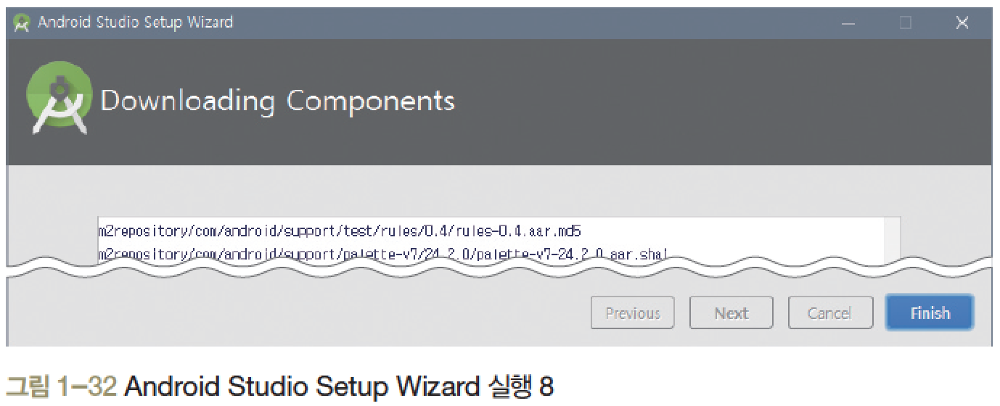 Android Studio Setup Wizard
Downloading Components
m2repository/com/android/support/test/rules/0.4/rules-0.4.aar.md5
m2repository/com/android/support/palette-v7/24.2.0/palette-v7-24.2.0.aar.sha1
Previous Next Cancel Finish
그림 1-32 Android Studio Setup Wizard 실행 8